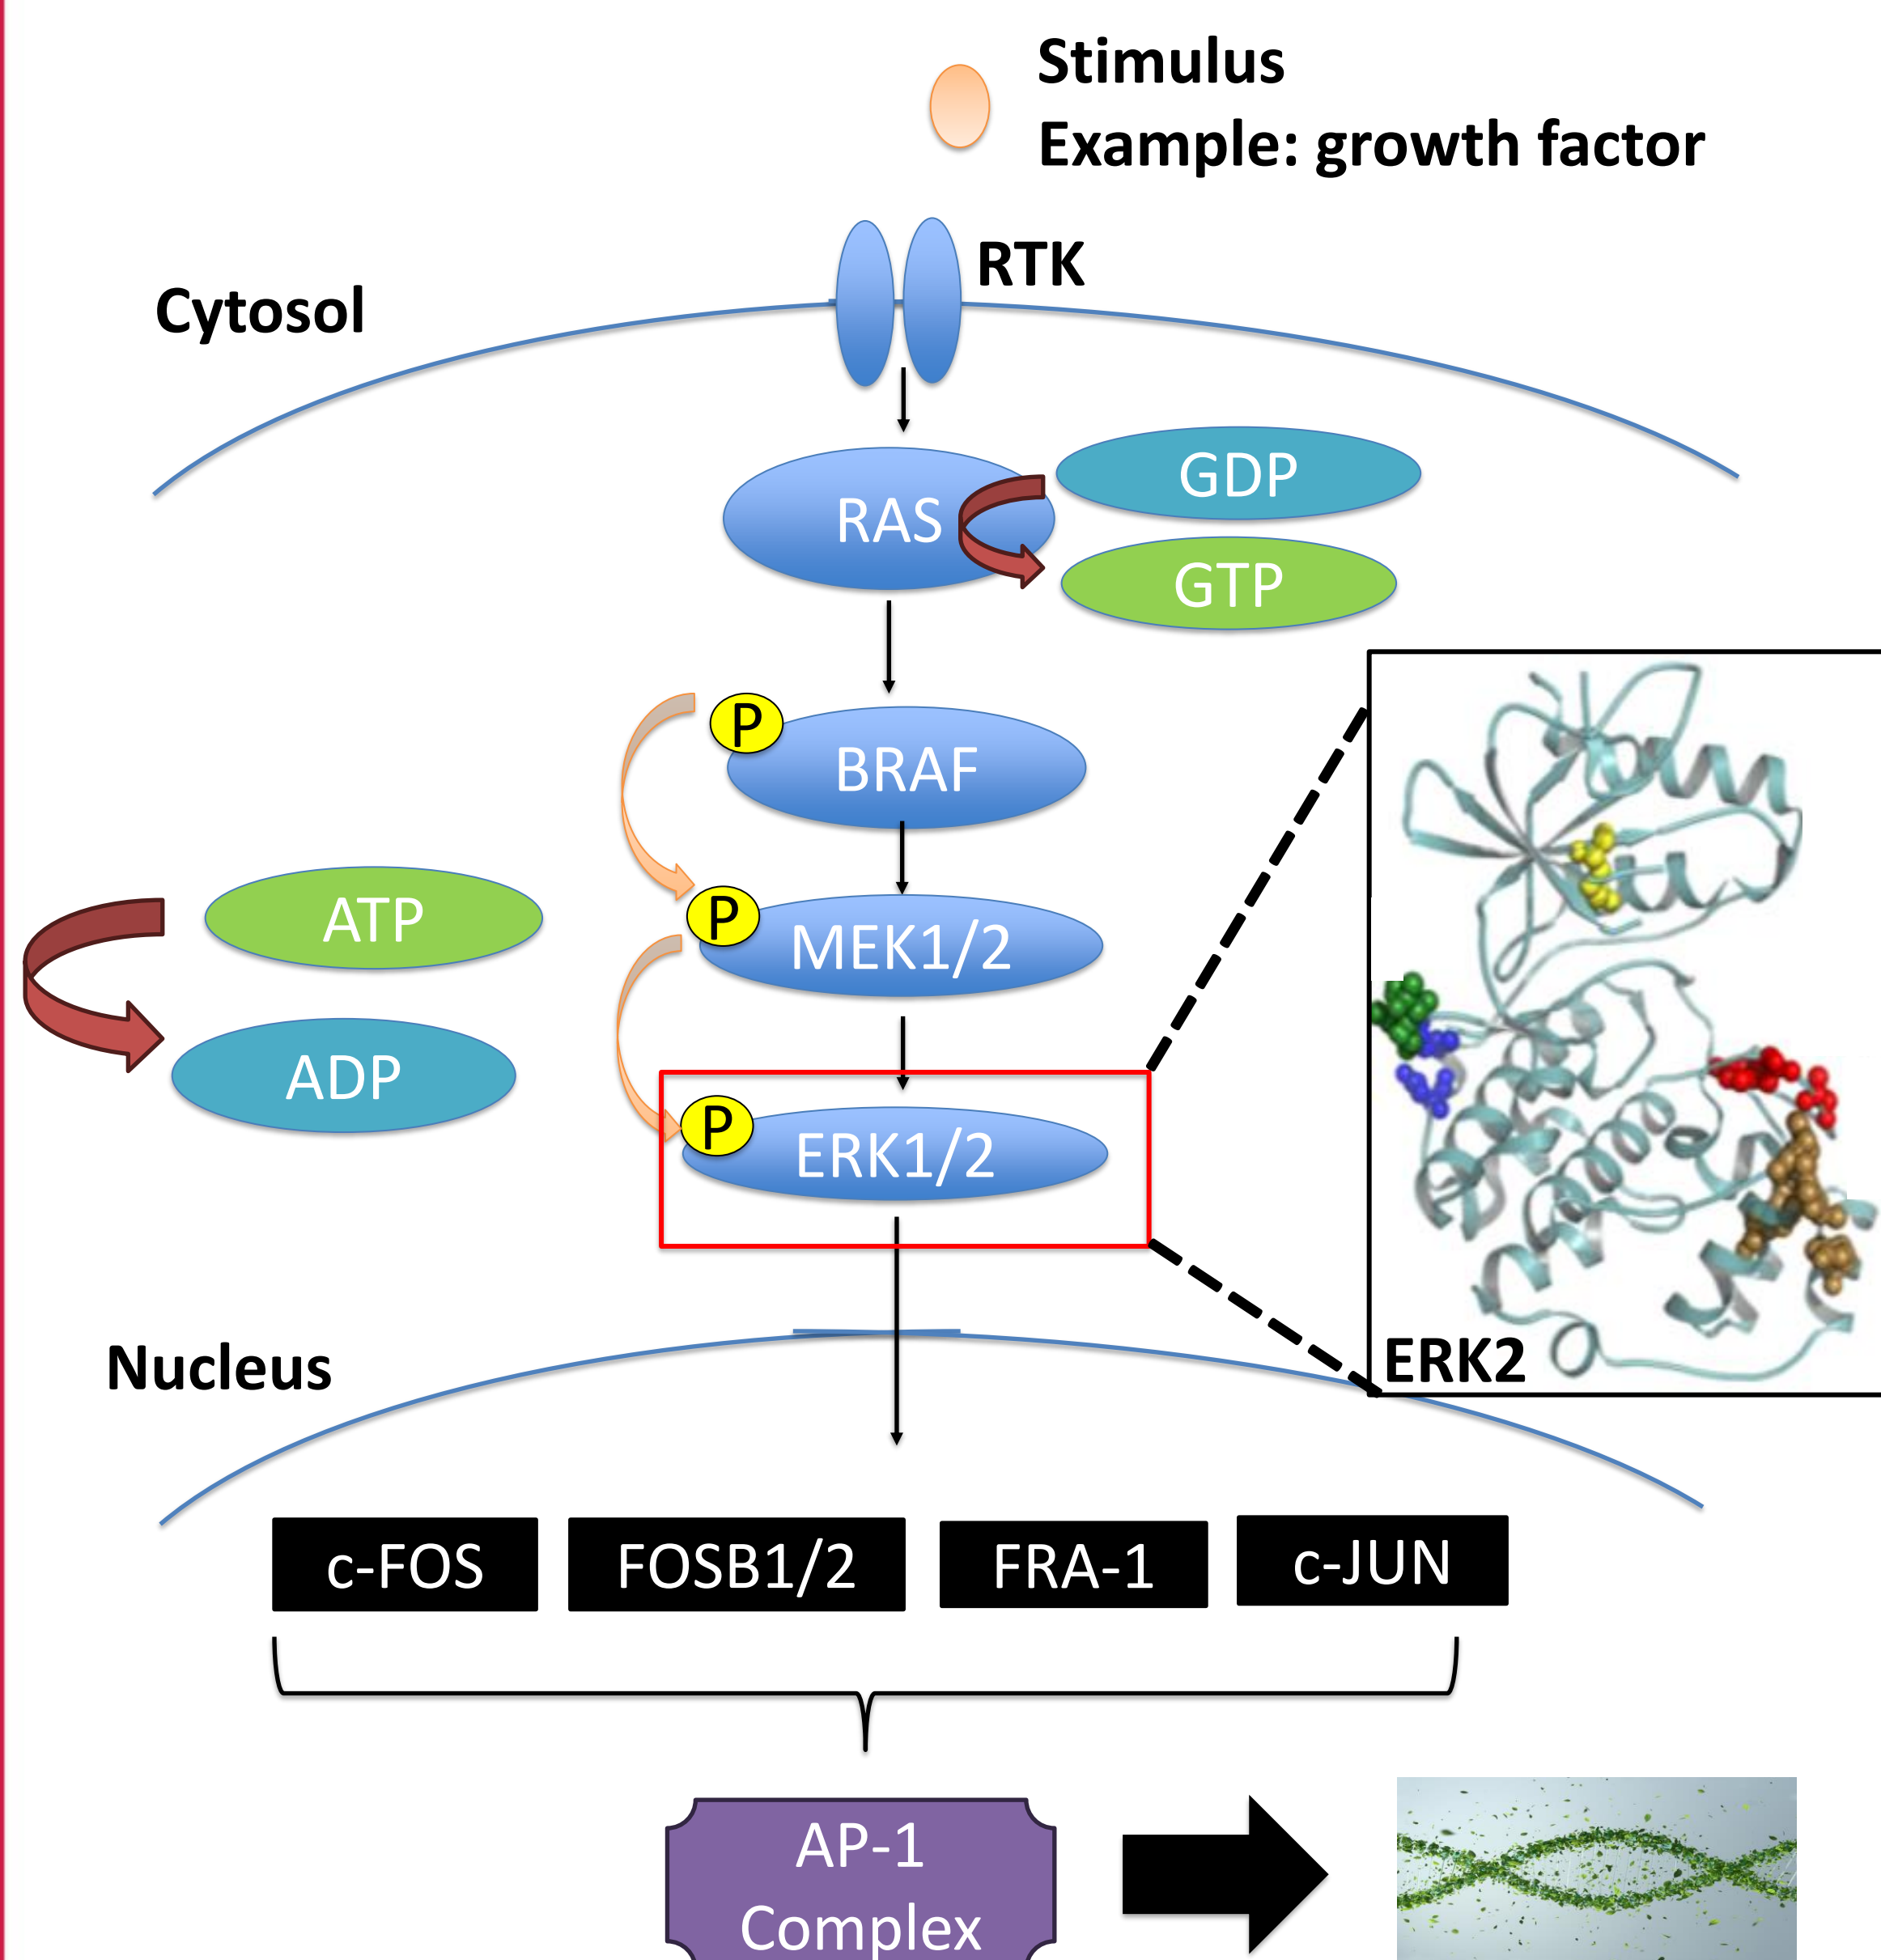 Stimulus
Example: growth factor
RTK
Cytosol
GDP
RAS
GTP
P
BRAF
ATP
P
MEK1/2
ADP
P
ERK1/2
ERK2
Nucleus
c-FOS
FOSB1/2
FRA-1
c-JUN
AP-1
Complex